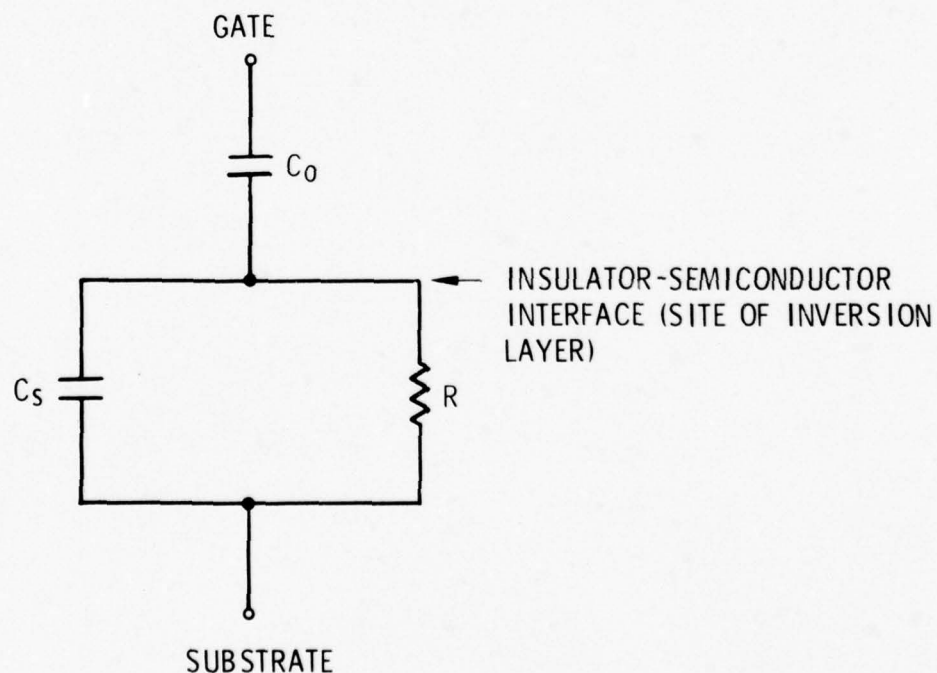 GATE
C₀
INSULATOR-SEMICONDUCTOR
INTERFACE (SITE OF INVERSION
LAYER)
Cₛ
R
SUBSTRATE